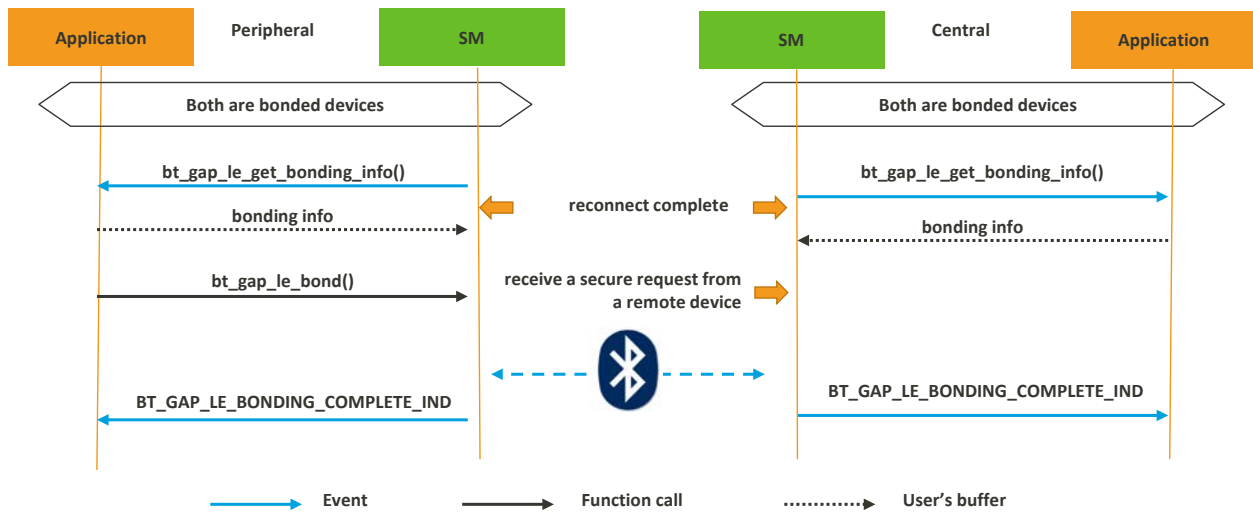 Application
Peripheral
SM
SM
Central
Application
Both are bonded devices
Both are bonded devices
bt_gap_le_get_bonding_info()
bt_gap_le_get_bonding_info()
reconnect complete
bonding info
bonding info
bt_gap_le_bond()
receive a secure request from
a remote device
BT_GAP_LE_BONDING_COMPLETE_IND
BT_GAP_LE_BONDING_COMPLETE_IND
Event
Function call
User's buffer